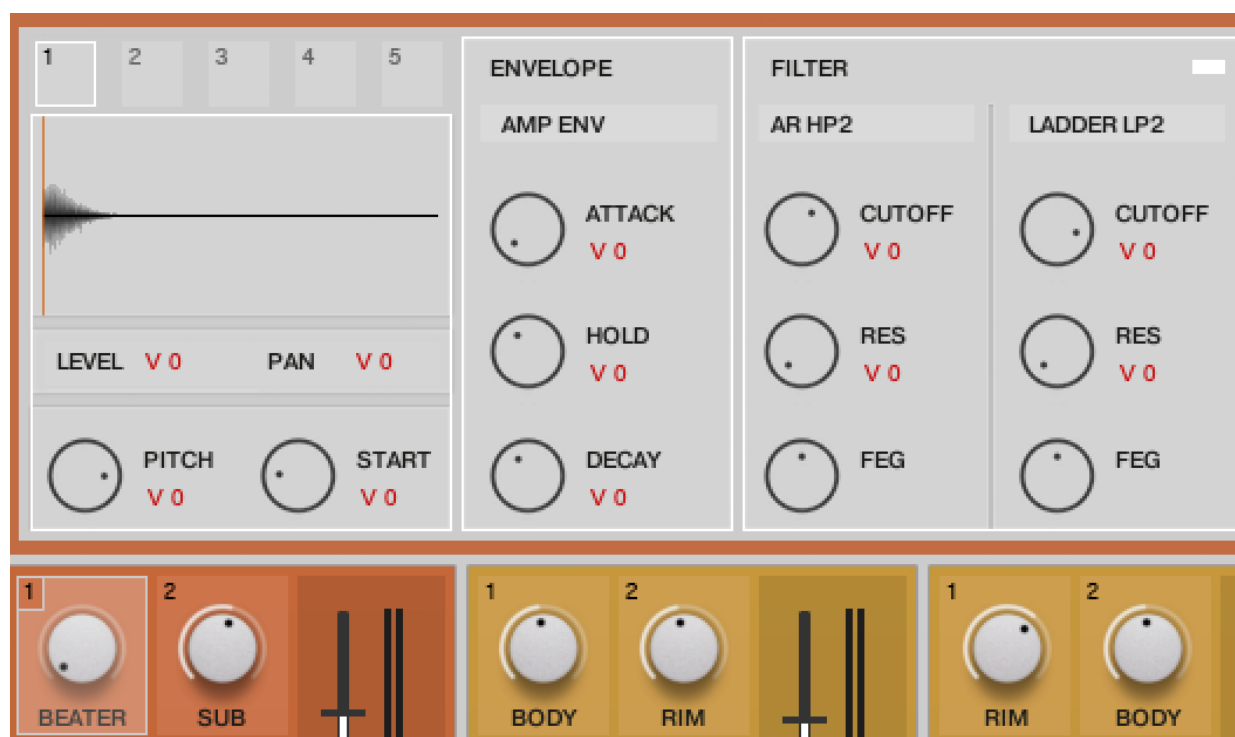 1 2 3 4 5
LEVEL V 0 PAN V 0
PITCH
V 0
START
V 0
ENVELOPE
AMP ENV
ATTACK
V 0
HOLD
V 0
DECAY
V 0
FILTER
AR HP2
CUTOFF
V 0
RES
V 0
FEG
LADDER LP2
CUTOFF
V 0
RES
V 0
FEG
1 2
BEATER SUB
1 2
BODY RIM
1 2
RIM BODY